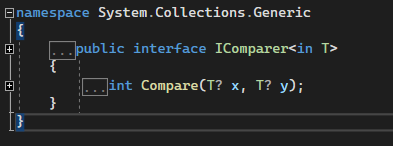 namespace System.Collections.Generic
{
...public interface IComparer<in T>
{
...int Compare(T? x, T? y);
}
}